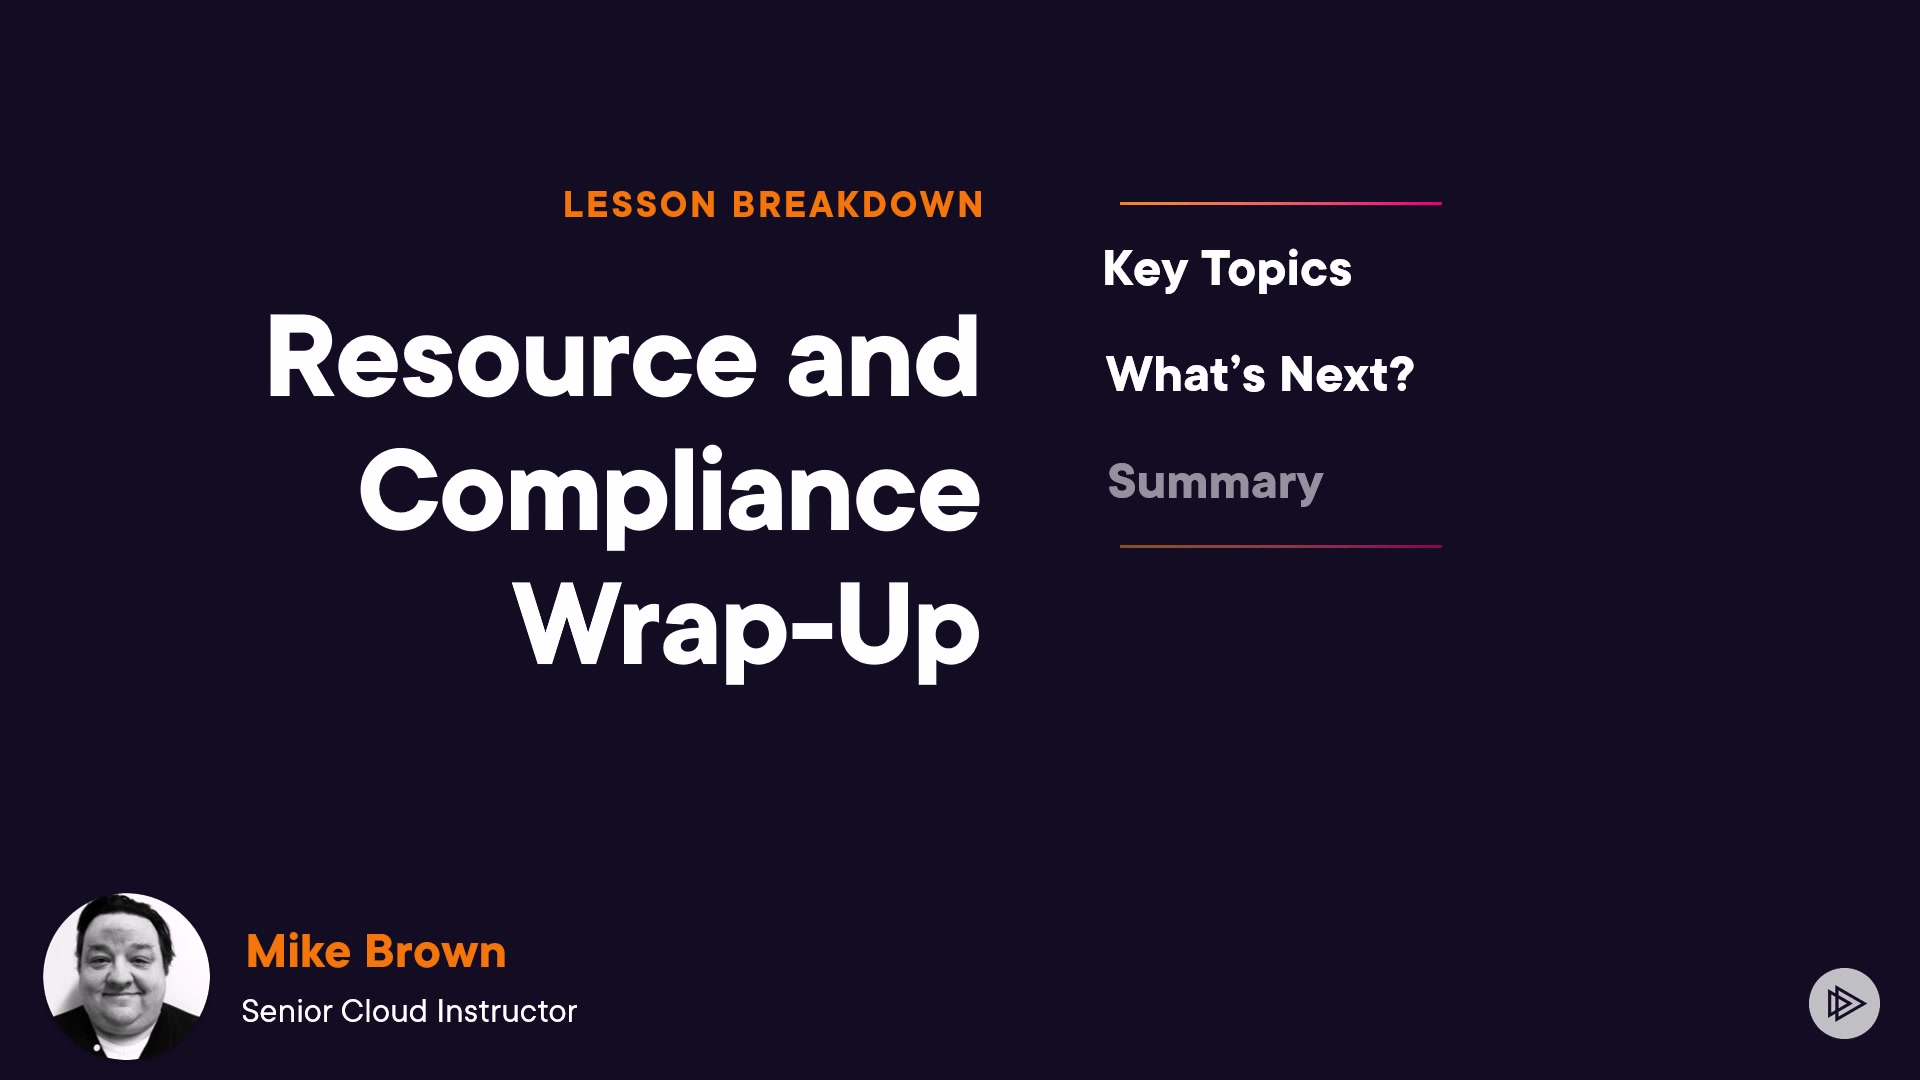 LESSON BREAKDOWN
Resource and
Compliance
Wrap-Up
Key Topics
What’s Next?
Summary
Mike Brown
Senior Cloud Instructor